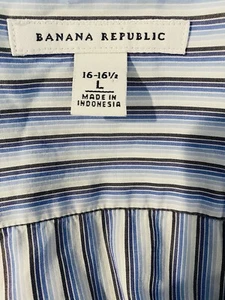 BANANA REPUBLIC
16-16½
L
MADE IN
INDONESIA